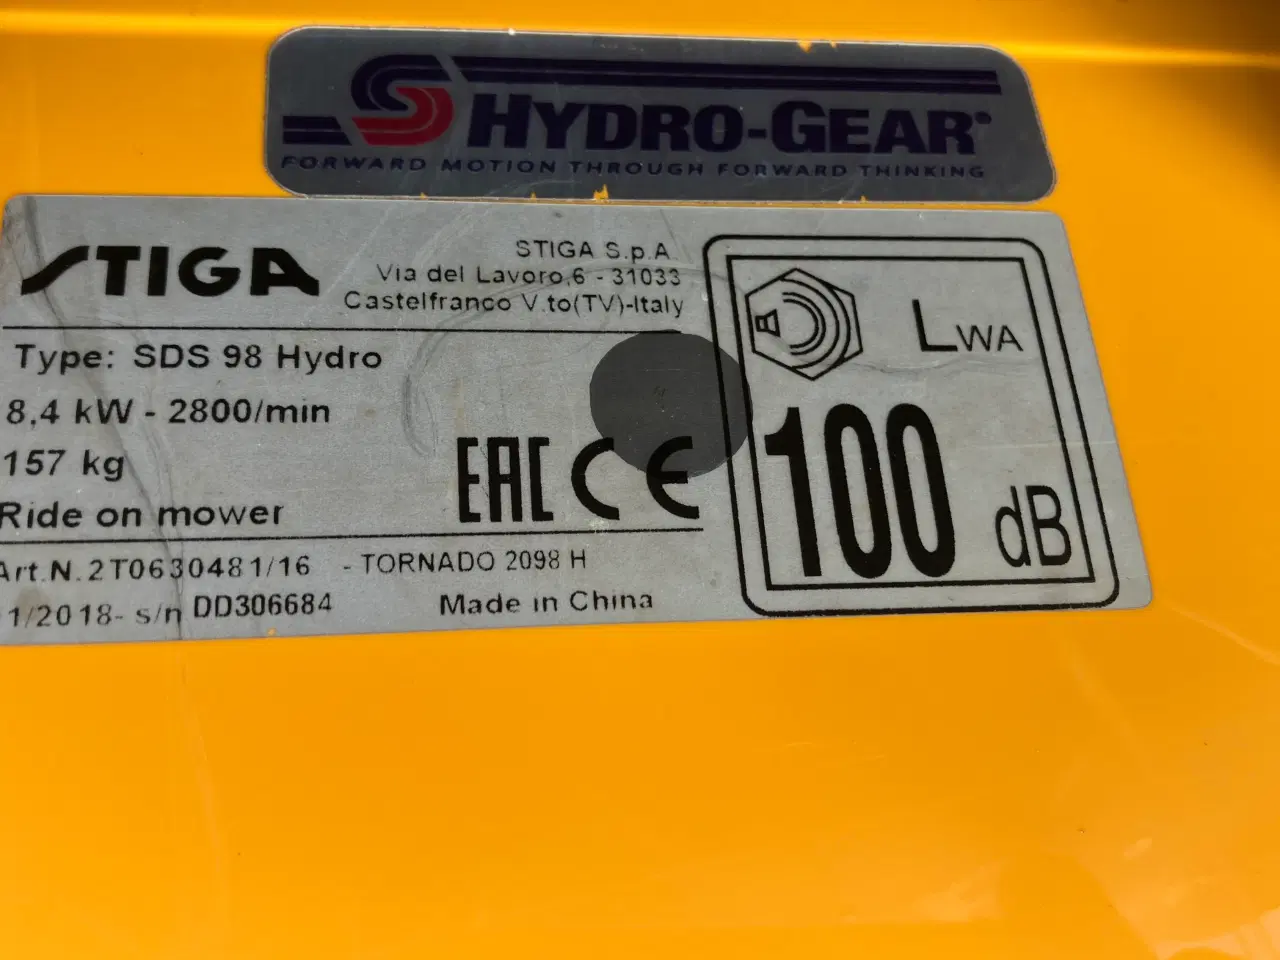 HYDRO-GEAR
FORWARD MOTION THROUGH FORWARD THINKING
STIGA
STIGA S.p.A.
Via del Lavoro,6 - 31033
Castelfranco V.to(TV)-Italy
Type: SDS 98 Hydro
8,4 kW - 2800/min
157 kg
Ride on mower
EAC CE
Art.N.2T0630481/16 - TORNADO 2098 H
1/2018- s/n DD306684 Made in China
LWA
100 dB